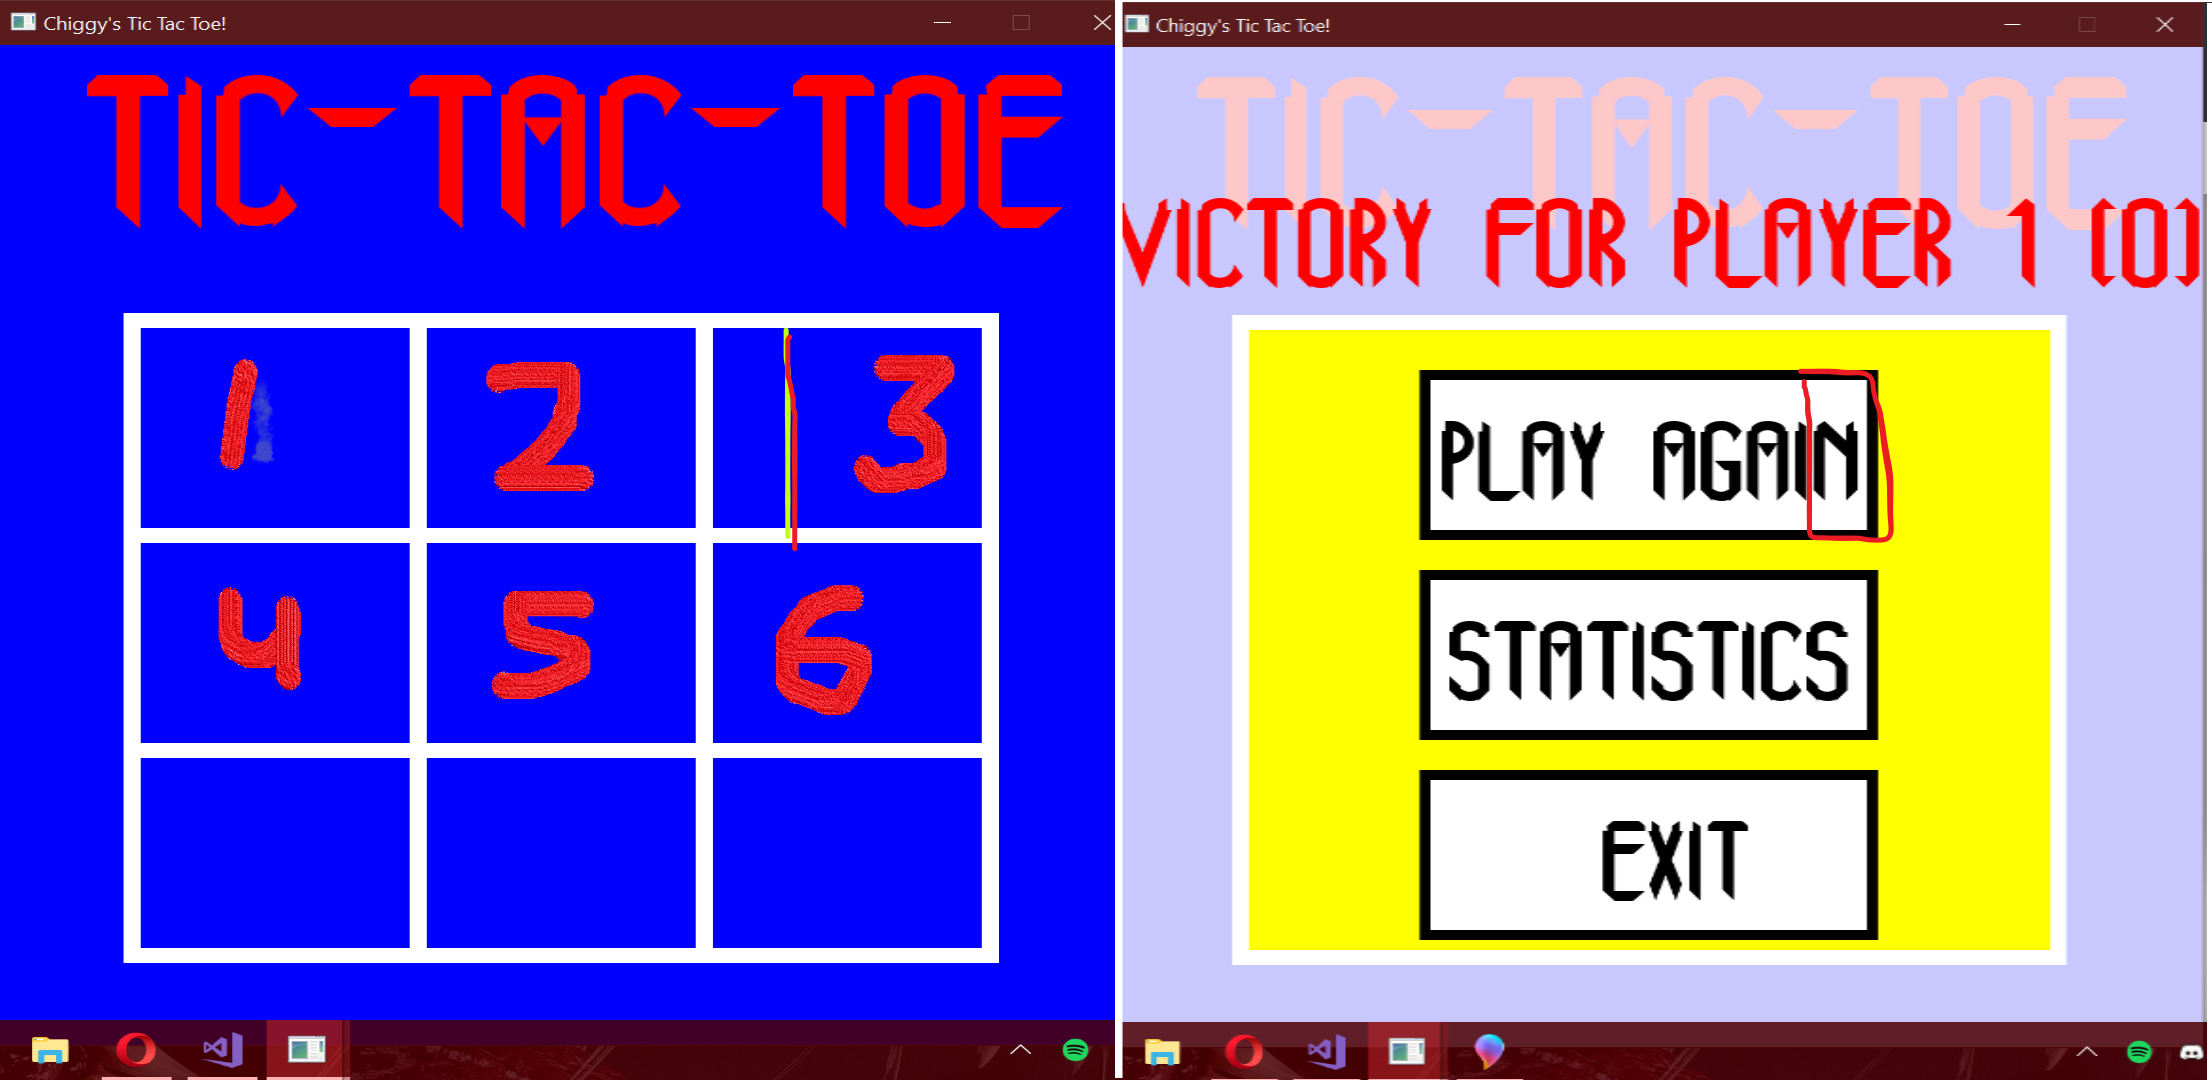 Chiggy's Tic Tac Toe!
TIC-TAC-TOE
1 2 3
4 5 6
Chiggy's Tic Tac Toe!
TIC-TAC-TOE
VICTORY FOR PLAYER 1 (O)
PLAY AGAIN
STATISTICS
EXIT